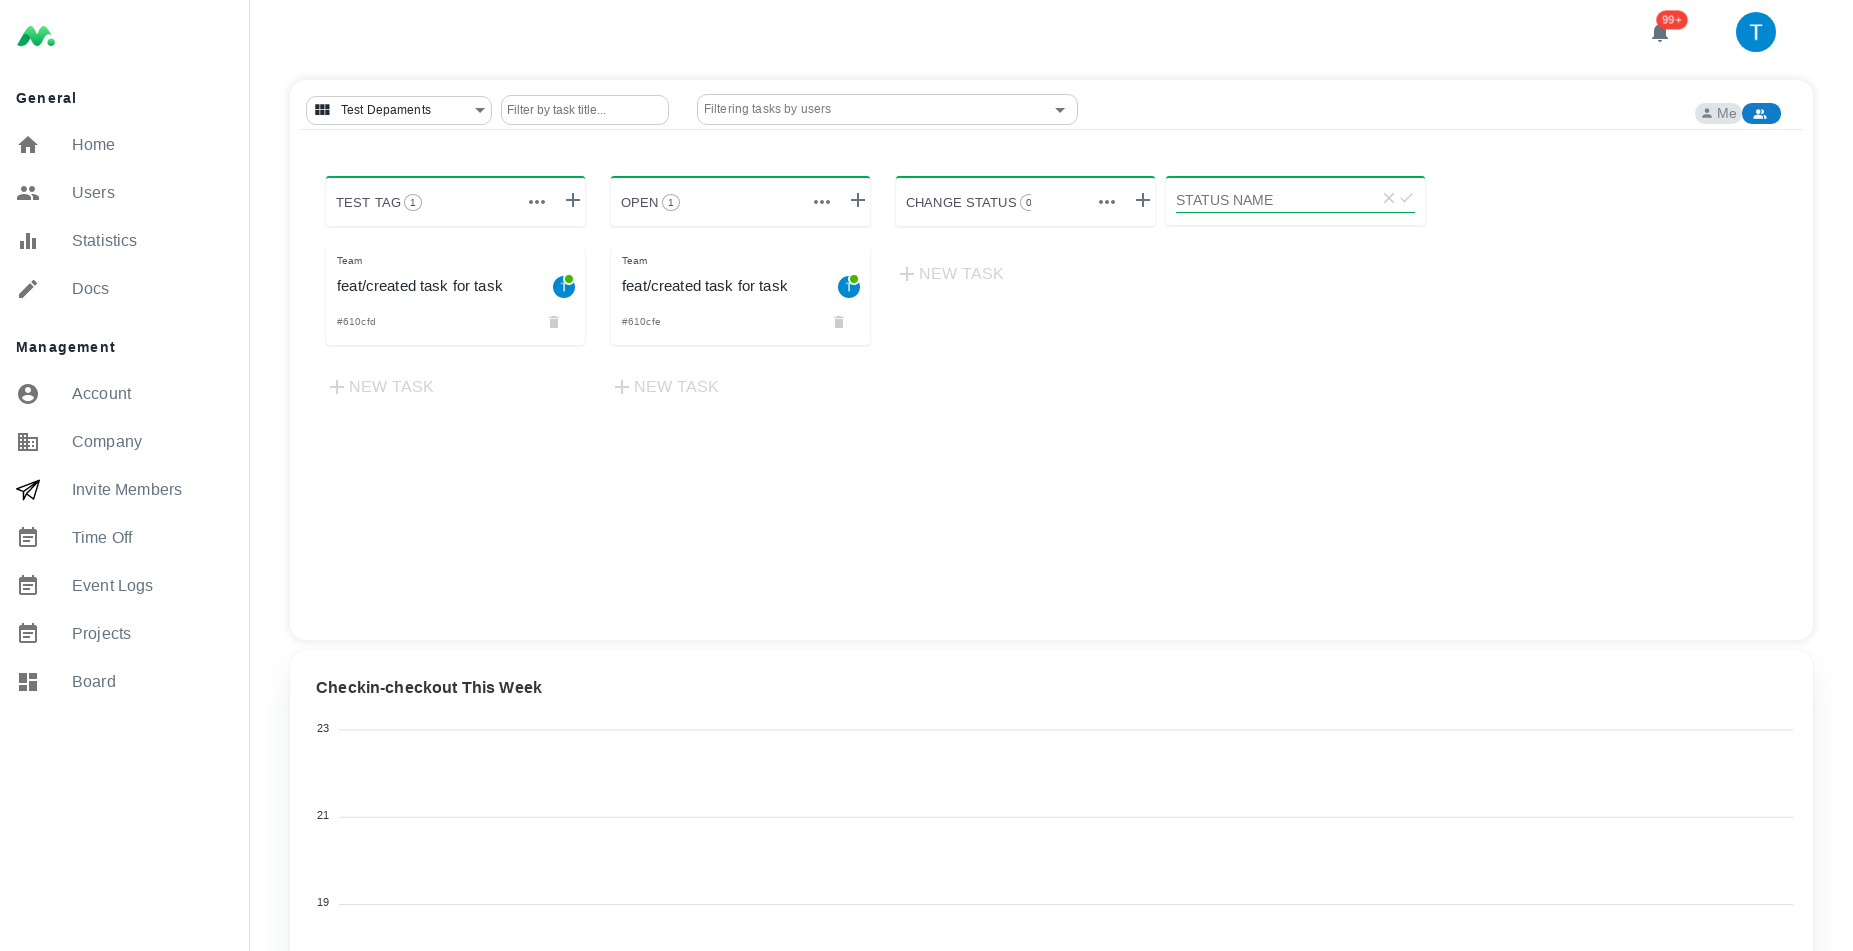 99+
T
General
Home
Users
Statistics
Docs
Management
Account
Company
Invite Members
Time Off
Event Logs
Projects
Board
Test Depaments
Filter by task title...
Filtering tasks by users
Me
TEST TAG 1
OPEN 1
CHANGE STATUS 0
STATUS NAME
Team
feat/created task for task
T
#610cfd
NEW TASK
Team
feat/created task for task
T
#610cfe
NEW TASK
NEW TASK
Checkin-checkout This Week
23
21
19